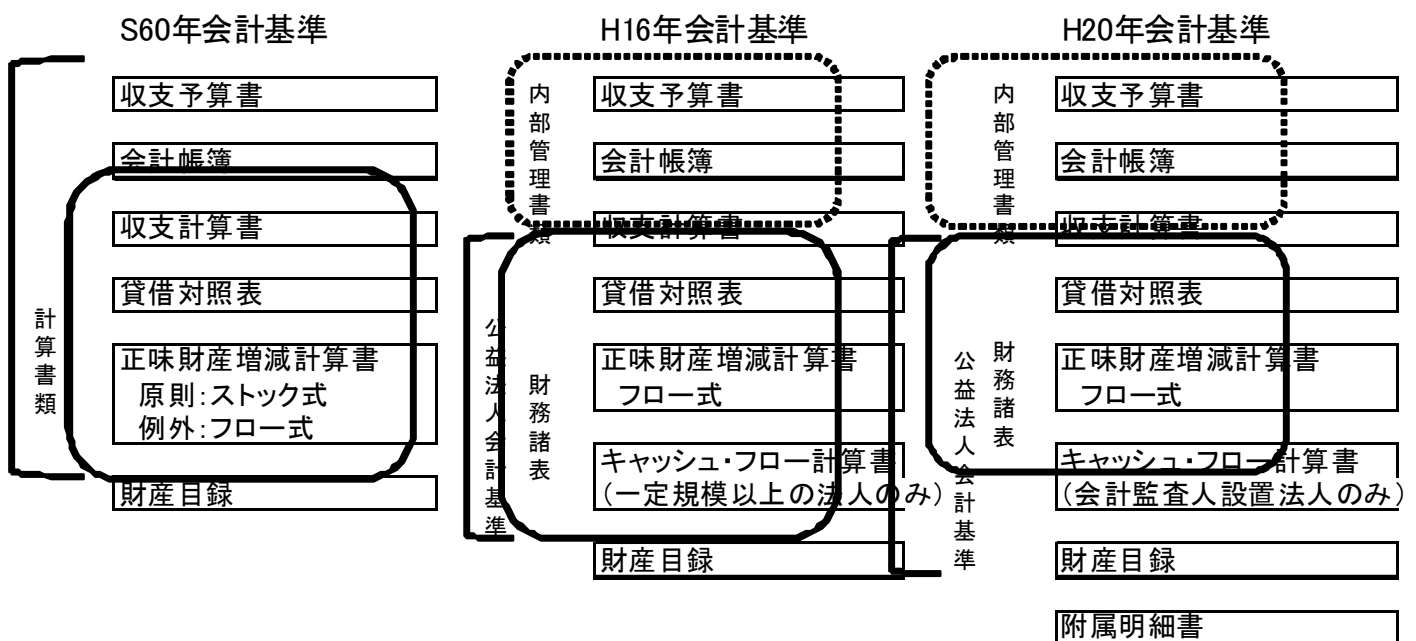 S60年会計基準
収支予算書
会計帳簿
収支計算書
貸借対照表
正味財産増減計算書
原則:ストック式
例外:フロー式
財産目録
計算書類
H16年会計基準
内部管理書類
収支予算書
会計帳簿
収支計算書
貸借対照表
正味財産増減計算書
フロー式
キャッシュ・フロー計算書
(一定規模以上の法人のみ)
財産目録
公益法人会計基準
財務諸表
H20年会計基準
内部管理書類
収支予算書
会計帳簿
収支計算書
貸借対照表
正味財産増減計算書
フロー式
キャッシュ・フロー計算書
(会計監査人設置法人のみ)
財産目録
附属明細書
公益法人会計基準
財務諸表